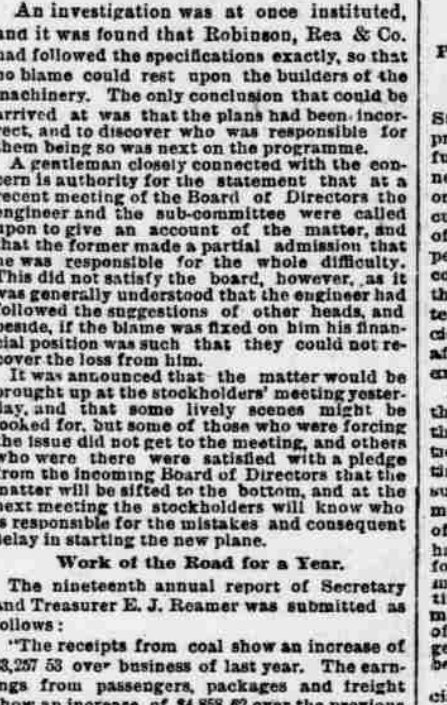 An investigation was at once instituted,
and it was found that Robinson, Rea & Co.
had followed the specifications exactly, so that
no blame could rest upon the builders of the
machinery. The only conclusion that could be
arrived at was that the plans had been incor-
rect, and to discover who was responsible for
them being so was next on the programme.
A gentleman closely connected with the con-
cern is authority for the statement that at a
recent meeting of the Board of Directors the
engineer and the sub-committee were called
upon to give an account of the matter, and
that the former made a partial admission that
he was responsible for the whole difficulty.
This did not satisfy the board, however, as it
was generally understood that the engineer had
followed the suggestions of other heads, and
beside, if the blame was fixed on him his finan-
cial position was such that they could not re-
cover the loss from him.
It was announced that the matter would be
brought up at the stockholders' meeting yester-
day, and that some lively scenes might be
looked for, but some of those who were forcing
the issue did not get to the meeting, and others
who were there were satisfied with a pledge
from the incoming Board of Directors that the
matter will be sifted to the bottom, and at the
next meeting the stockholders will know who
is responsible for the mistakes and consequent
delay in starting the new plane.
Work of the Road for a Year.
The nineteenth annual report of Secretary
and Treasurer E. J. Reamer was submitted as
follows:
"The receipts from coal show an increase of
$3,257 53 over business of last year. The earn-
ings from passengers, packages and freight
show an increase of $4,858 62 over the previous